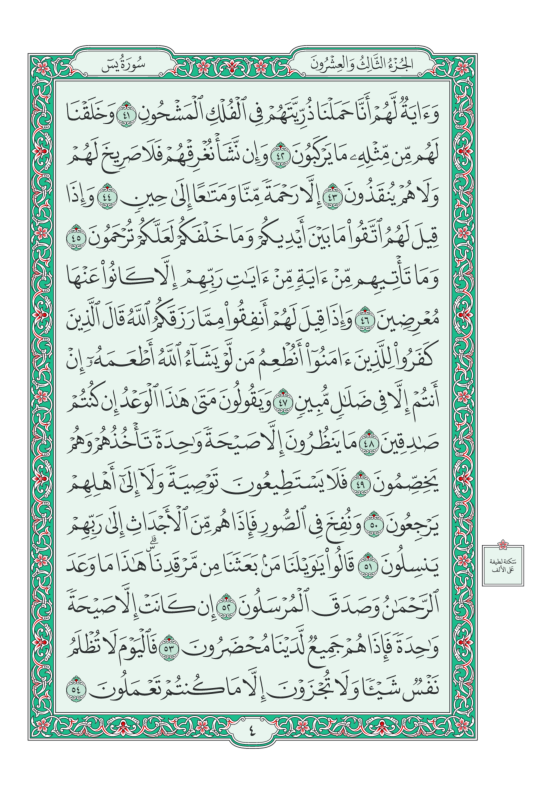 الجُزْءُ الثَّالِثُ وَالعِشْرُونَ
سُورَةُ يسٓ
وَءَايَةٞ لَّهُمۡ أَنَّا حَمَلۡنَا ذُرِّيَّتَهُمۡ فِي ٱلۡفُلۡكِ ٱلۡمَشۡحُونِ ٤١ وَخَلَقۡنَا
لَهُم مِّن مِّثۡلِهِۦ مَا يَرۡكَبُونَ ٤٢ وَإِن نَّشَأۡ نُغۡرِقۡهُمۡ فَلَا صَرِيخَ لَهُمۡ
وَلَا هُمۡ يُنقَذُونَ ٤٣ إِلَّا رَحۡمَةٗ مِّنَّا وَمَتَٰعًا إِلَىٰ حِينٖ ٤٤ وَإِذَا
قِيلَ لَهُمُ ٱتَّقُواْ مَا بَيۡنَ أَيۡدِيكُمۡ وَمَا خَلۡفَكُمۡ لَعَلَّكُمۡ تُرۡحَمُونَ ٤٥
وَمَا تَأۡتِيهِم مِّنۡ ءَايَةٖ مِّنۡ ءَايَٰتِ رَبِّهِمۡ إِلَّا كَانُواْ عَنۡهَا
مُعۡرِضِينَ ٤٦ وَإِذَا قِيلَ لَهُمۡ أَنفِقُواْ مِمَّا رَزَقَكُمُ ٱللَّهُ قَالَ ٱلَّذِينَ
كَفَرُواْ لِلَّذِينَ ءَامَنُوٓاْ أَنُطۡعِمُ مَن لَّوۡ يَشَآءُ ٱللَّهُ أَطۡعَمَهُۥٓ إِنۡ
أَنتُمۡ إِلَّا فِي ضَلَٰلٖ مُّبِينٖ ٤٧ وَيَقُولُونَ مَتَىٰ هَٰذَا ٱلۡوَعۡدُ إِن كُنتُمۡ
صَٰدِقِينَ ٤٨ مَا يَنظُرُونَ إِلَّا صَيۡحَةٗ وَٰحِدَةٗ تَأۡخُذُهُمۡ وَهُمۡ
يَخِصِّمُونَ ٤٩ فَلَا يَسۡتَطِيعُونَ تَوۡصِيَةٗ وَلَآ إِلَىٰٓ أَهۡلِهِمۡ
يَرۡجِعُونَ ٥٠ وَنُفِخَ فِي ٱلصُّورِ فَإِذَا هُم مِّنَ ٱلۡأَجۡدَاثِ إِلَىٰ رَبِّهِمۡ
يَنسِلُونَ ٥١ قَالُواْ يَٰوَيۡلَنَا مَنۢ بَعَثَنَا مِن مَّرۡقَدِنَاۜۗ هَٰذَا مَا وَعَدَ
ٱلرَّحۡمَٰنُ وَصَدَقَ ٱلۡمُرۡسَلُونَ ٥٢ إِن كَانَتۡ إِلَّا صَيۡحَةٗ
وَٰحِدَةٗ فَإِذَا هُمۡ جَمِيعٞ لَّدَيۡنَا مُحۡضَرُونَ ٥٣ فَٱلۡيَوۡمَ لَا تُظۡلَمُ
نَفۡسٞ شَيۡـٔٗا وَلَا تُجۡزَوۡنَ إِلَّا مَا كُنتُمۡ تَعۡمَلُونَ ٥٤
سكتة لطيفة
على الألف
٤